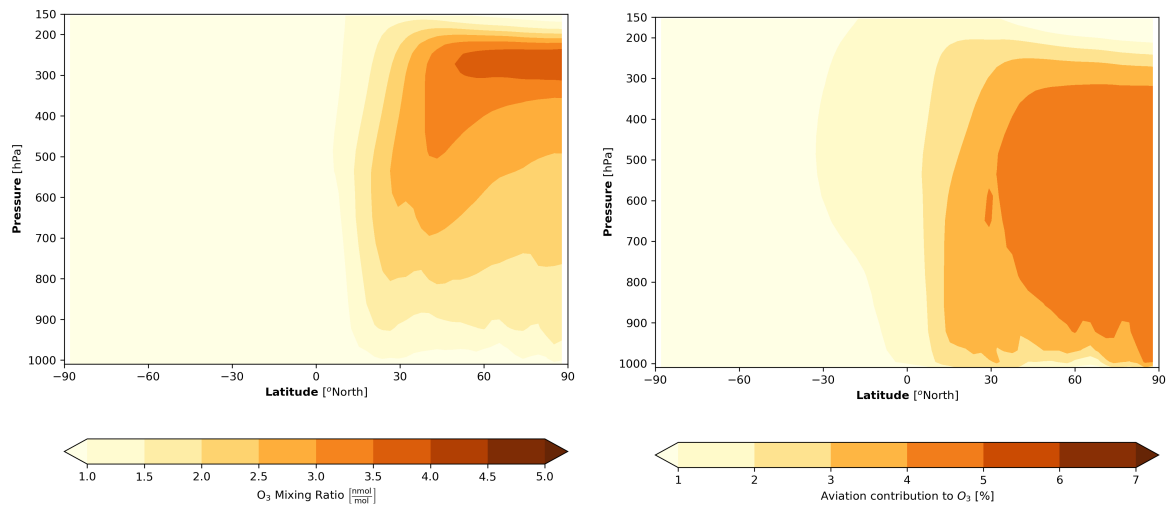 150
200
300
400
500
600
700
800
900
1000
Pressure [hPa]
−90 −60 −30 0 30 60 90
Latitude [°North]
1.0 1.5 2.0 2.5 3.0 3.5 4.0 4.5 5.0
O₃ Mixing Ratio [nmol/mol]
150
200
300
400
500
600
700
800
900
1000
Pressure [hPa]
−90 −60 −30 0 30 60 90
Latitude [°North]
1 2 3 4 5 6 7
Aviation contribution to O₃ [%]